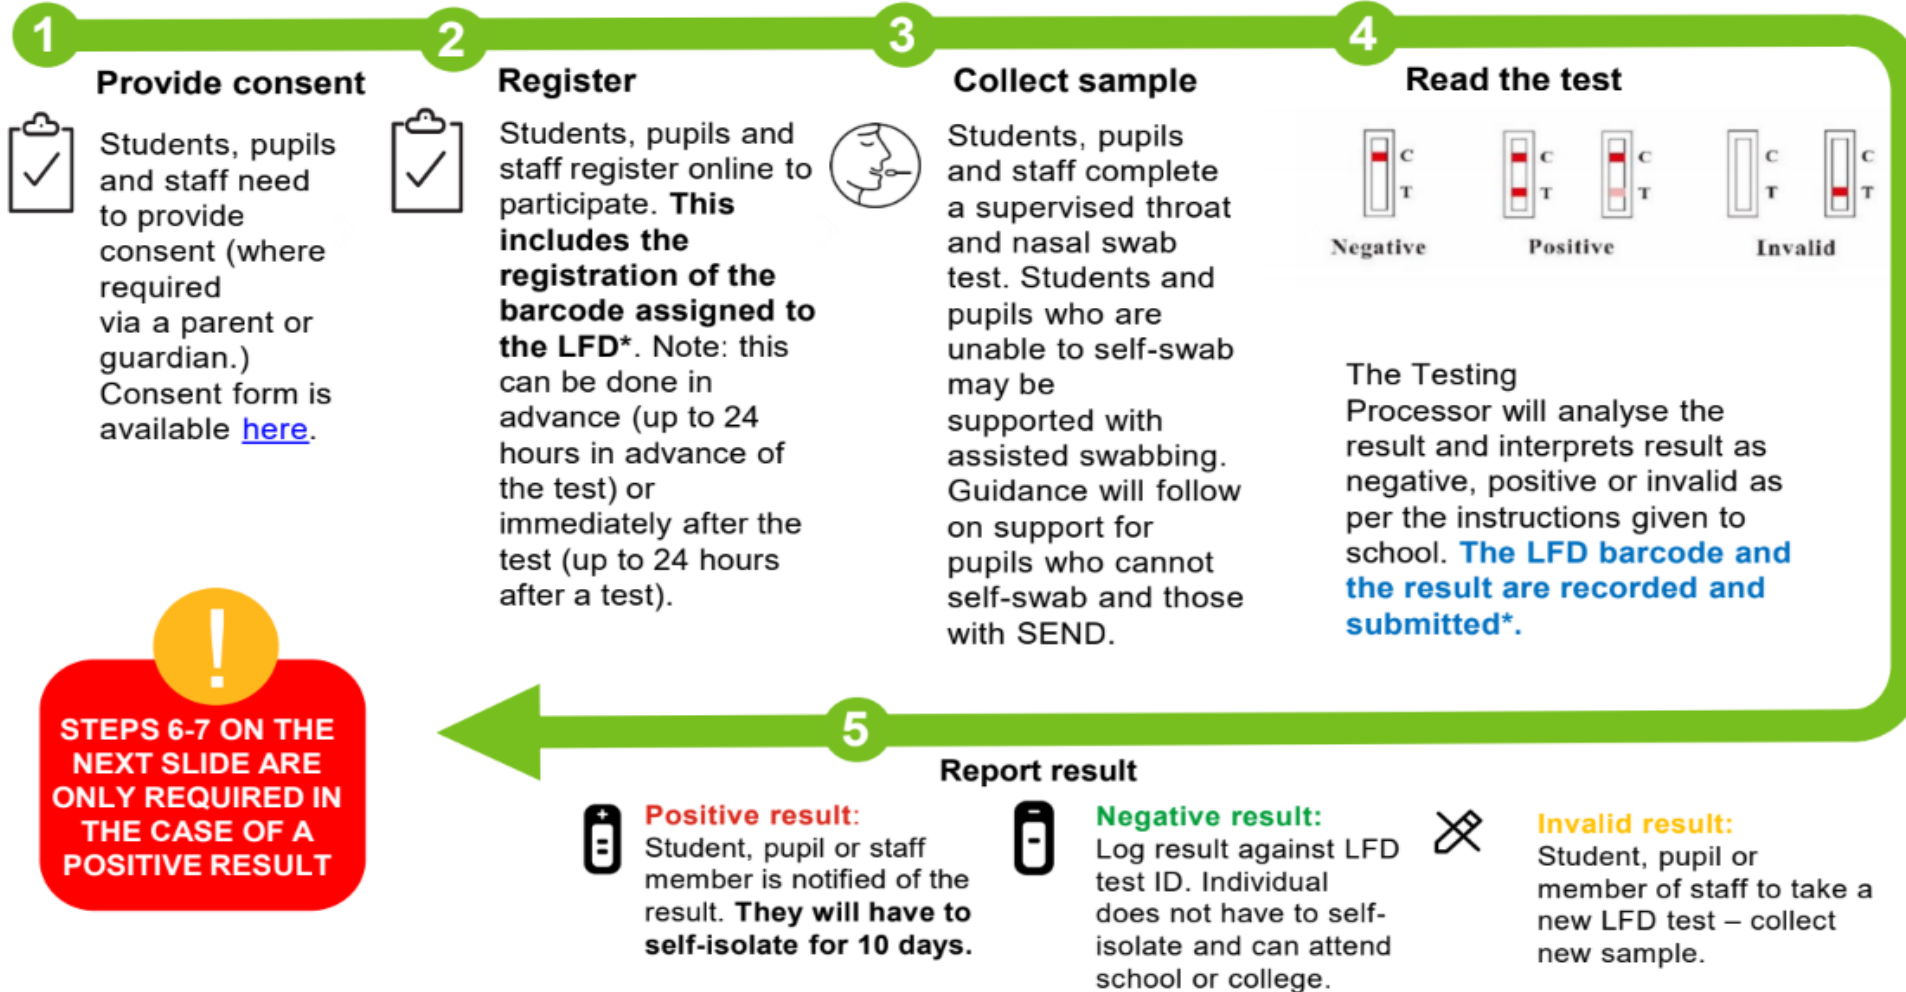 1
Provide consent
Students, pupils
and staff need
to provide
consent (where
required
via a parent or
guardian.)
Consent form is
available here.
2
Register
Students, pupils and
staff register online to
participate. This
includes the
registration of the
barcode assigned to
the LFD*. Note: this
can be done in
advance (up to 24
hours in advance of
the test) or
immediately after the
test (up to 24 hours
after a test).
3
Collect sample
Students, pupils
and staff complete
a supervised throat
and nasal swab
test. Students and
pupils who are
unable to self-swab
may be
supported with
assisted swabbing.
Guidance will follow
on support for
pupils who cannot
self-swab and those
with SEND.
4
Read the test
C
T
Negative
C
T
C
T
Positive
C
T
C
T
Invalid
The Testing
Processor will analyse the
result and interprets result as
negative, positive or invalid as
per the instructions given to
school. The LFD barcode and
the result are recorded and
submitted*.
!
STEPS 6-7 ON THE
NEXT SLIDE ARE
ONLY REQUIRED IN
THE CASE OF A
POSITIVE RESULT
5
Report result
Positive result:
Student, pupil or staff
member is notified of the
result. They will have to
self-isolate for 10 days.
Negative result:
Log result against LFD
test ID. Individual
does not have to self-
isolate and can attend
school or college.
Invalid result:
Student, pupil or
member of staff to take a
new LFD test – collect
new sample.